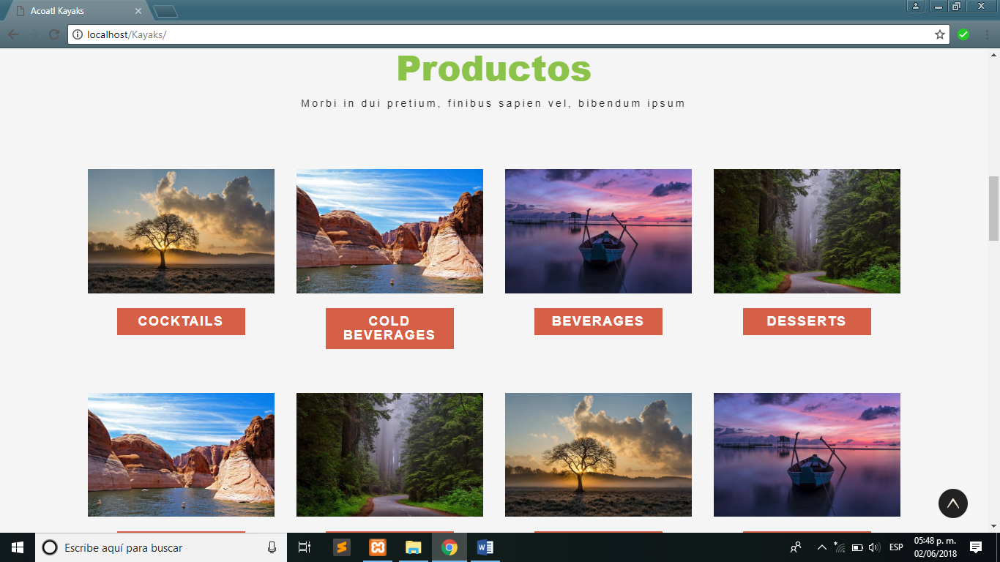 Acoatl Kayaks
localhost/Kayaks/
Productos
Morbi in dui pretium, finibus sapien vel, bibendum ipsum
COCKTAILS
COLD
BEVERAGES
BEVERAGES
DESSERTS
Escribe aquí para buscar
ESP
05:48 p. m.
02/06/2018